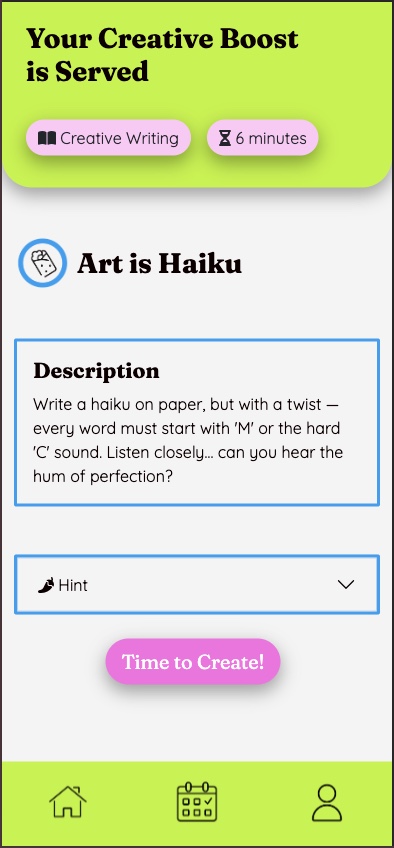 Your Creative Boost
is Served
Creative Writing
6 minutes
Art is Haiku
Description
Write a haiku on paper, but with a twist —
every word must start with 'M' or the hard
'C' sound. Listen closely... can you hear the
hum of perfection?
Hint
Time to Create!